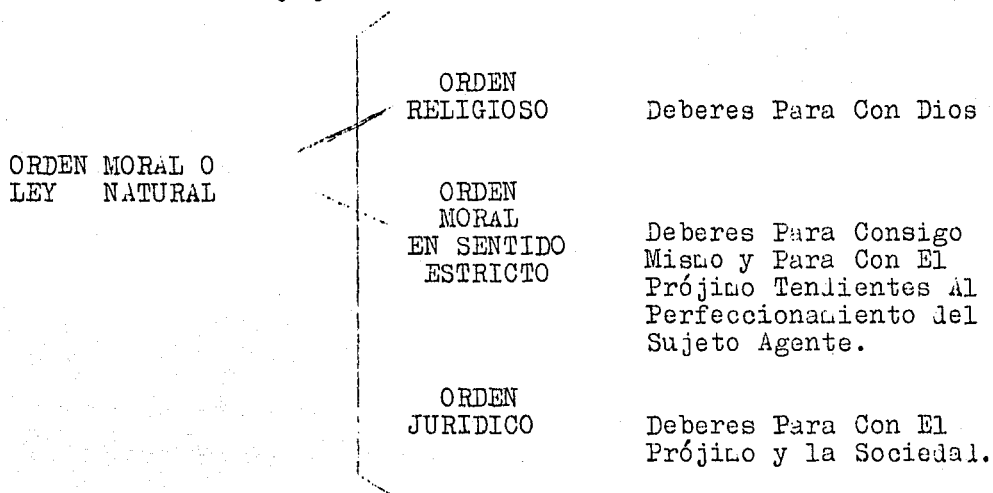 ORDEN MORAL O
LEY NATURAL
ORDEN
RELIGIOSO
Deberes Para Con Dios
ORDEN
MORAL
EN SENTIDO
ESTRICTO
Deberes Para Consigo
Mismo y Para Con El
Prójimo Tendientes Al
Perfeccionamiento del
Sujeto Agente.
ORDEN
JURIDICO
Deberes Para Con El
Prójimo y la Sociedad.